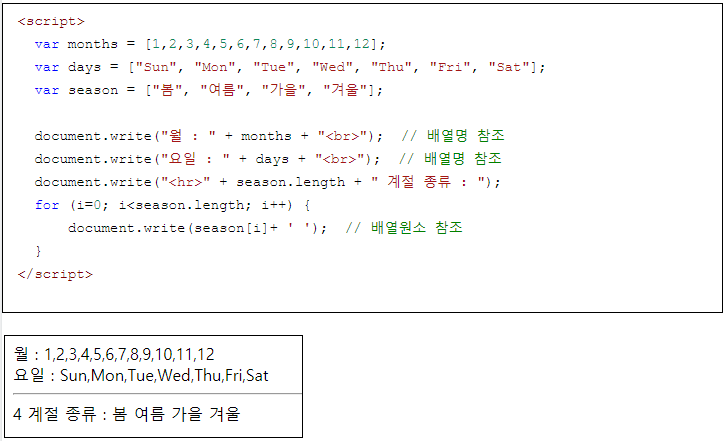 <script>
var months = [1,2,3,4,5,6,7,8,9,10,11,12];
var days = ["Sun", "Mon", "Tue", "Wed", "Thu", "Fri", "Sat"];
var season = ["봄", "여름", "가을", "겨울"];
document.write("월 : " + months + "<br>");  // 배열명 참조
document.write("요일 : " + days + "<br>");  // 배열명 참조
document.write("<hr>" + season.length + " 계절 종류 : ");
for (i=0; i<season.length; i++) {
document.write(season[i]+ ' ');  // 배열원소 참조
}
</script>
월 : 1,2,3,4,5,6,7,8,9,10,11,12
요일 : Sun,Mon,Tue,Wed,Thu,Fri,Sat
4 계절 종류 : 봄 여름 가을 겨울